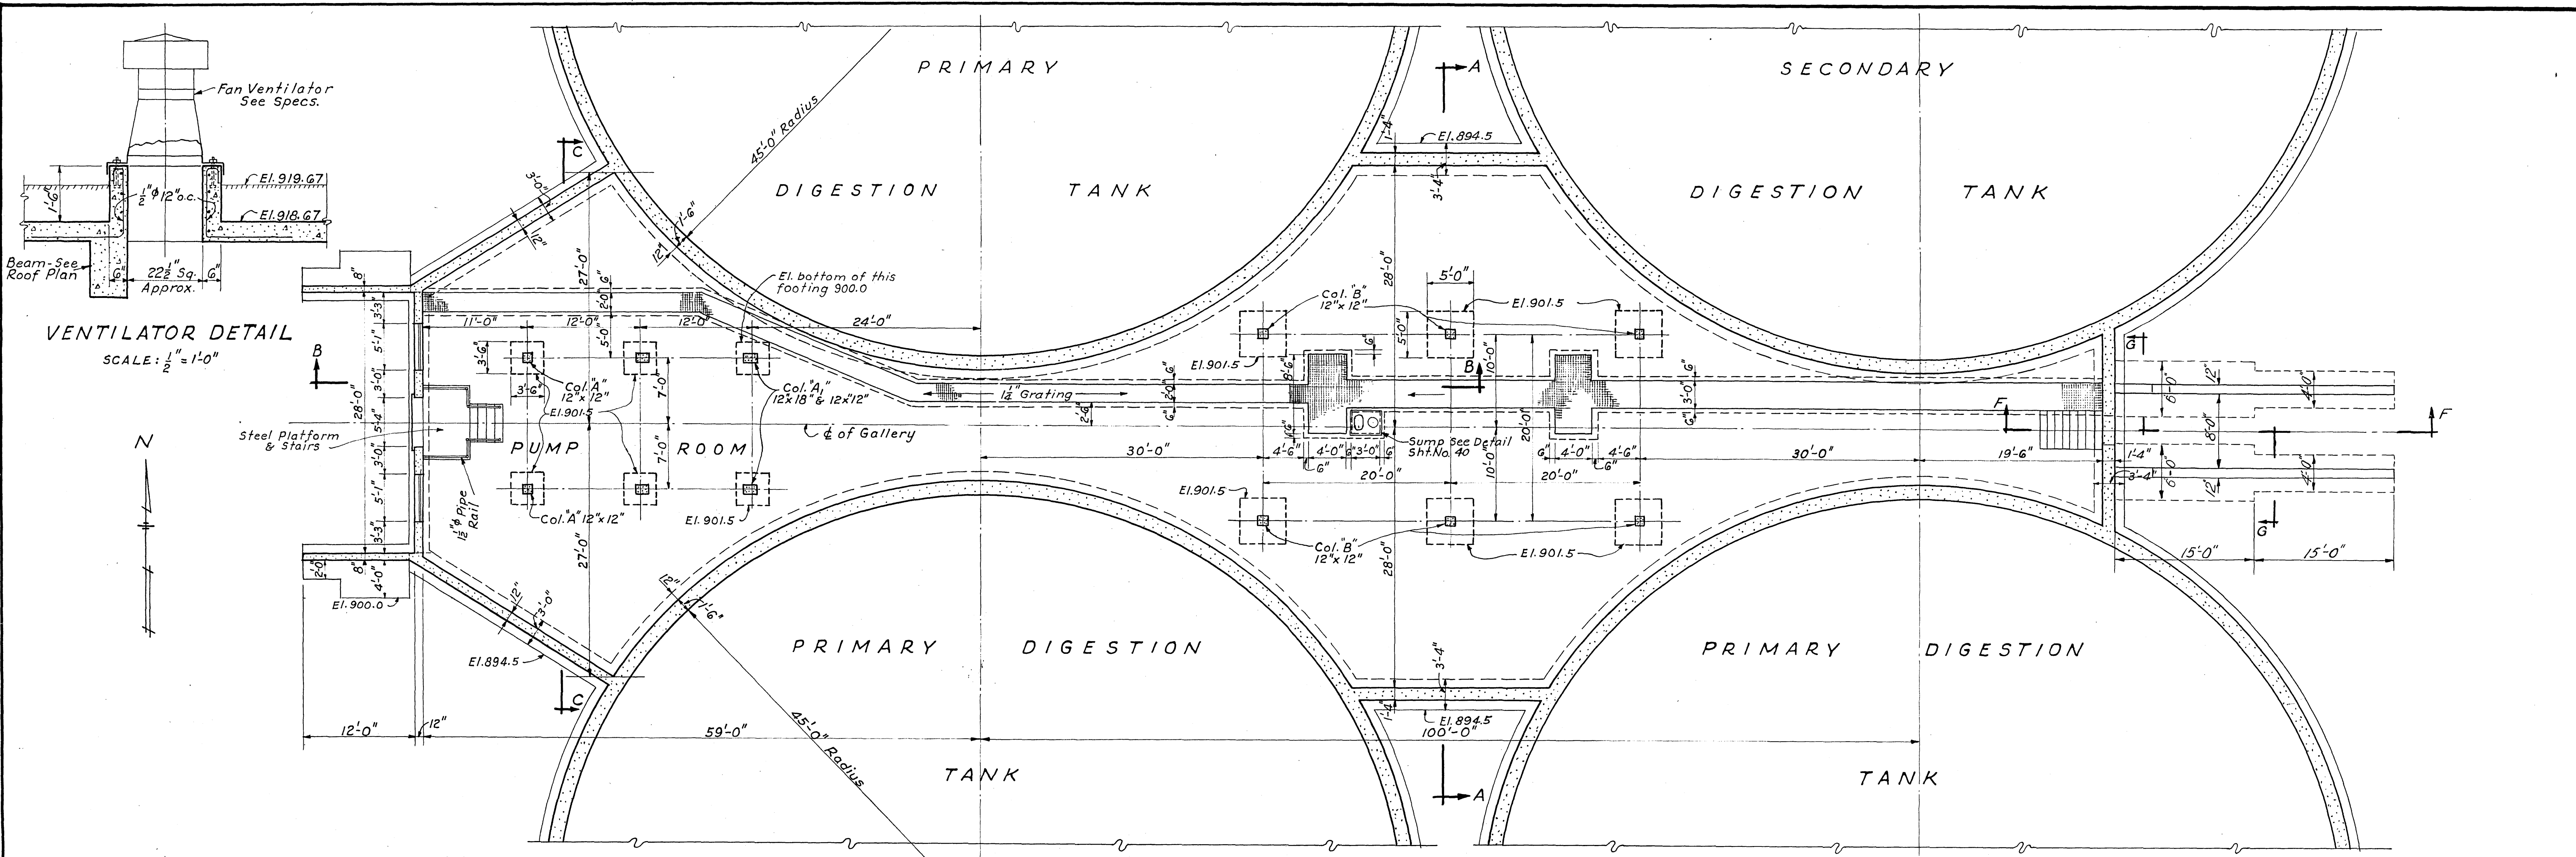 Fan Ventilator
See Specs.
El. 919.67
1/2"φ 12" o.c.
1'-6"
El. 918.67
Beam-See
Roof Plan
6"
22 1/2" Sq.
Approx.
6"
VENTILATOR DETAIL
SCALE: 1/2" = 1'-0"
N
PRIMARY
DIGESTION TANK
45'-0" Radius
SECONDARY
DIGESTION TANK
A
El. 894.5
1'-4"
3'-4"
C
3'-0"
12"
1'-6"
12"
27'-0"
6"
2'-0"
5'-0"
El. bottom of this
footing 900.0
11'-0"
12'-0"
12'-0"
24'-0"
8"
3'-3"
5'-1"
3'-0"
5'-4"
3'-0"
5'-1"
3'-3"
28'-0"
8"
B
3'-6"
3'-6"
Col. "A"
12"x12"
El. 901.5
7'-0"
7'-0"
Col. "A1"
12"x18" & 12"x12"
Steel Platform
& Stairs
PUMP ROOM
¢ of Gallery
1 1/2"φ Pipe
Rail
Col. "A" 12"x12"
El. 901.5
1 1/4" Grating
6"
2'-0"
6"
2'-6"
28'-0"
5'-0"
Col. "B"
12"x12"
El. 901.5
5'-0"
10'-0"
20'-0"
10'-0"
El. 901.5
8'-6"
6"
B
6"
3'-0"
6"
Sump See Detail
Sht. No. 40
30'-0"
4'-6"
6"
4'-0"
6"
3'-0"
6"
6"
4'-0"
6"
4'-6"
20'-0"
20'-0"
30'-0"
19'-6"
1'-4"
3'-4"
F
F
G
G
6'-0"
12"
8'-0"
6'-0"
12"
4'-0"
4'-0"
15'-0"
15'-0"
El. 901.5
Col. "B"
12"x12"
El. 901.5
28'-0"
2'-0"
4'-0"
El. 900.0
12"
3'-0"
El. 894.5
C
27'-0"
12"
1'-6"
45'-0" Radius
PRIMARY DIGESTION
TANK
3'-4"
1'-4"
El. 894.5
12'-0"
12"
59'-0"
100'-0"
A
PRIMARY DIGESTION
TANK